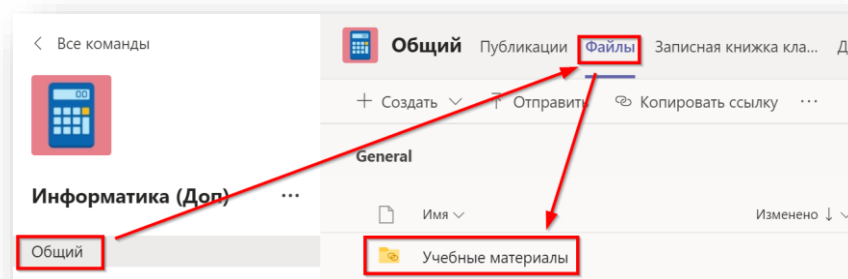 Все команды
Информатика (Доп) ...
Общий
Общий Публикации Файлы Записная книжка кла... Д
+ Создать Отправить Копировать ссылку ...
General
Имя Изменено ↓
Учебные материалы